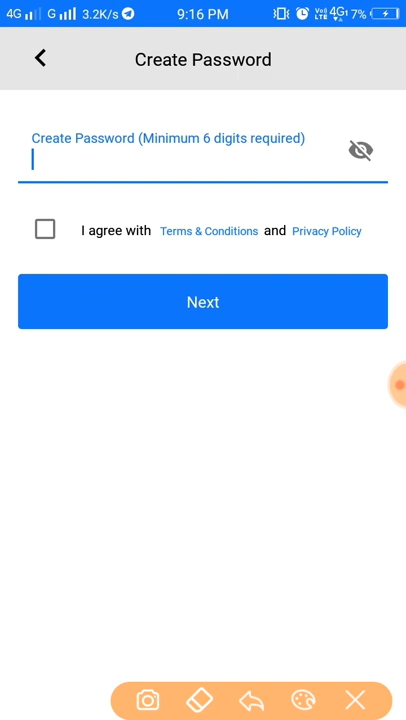 4G G 3.2K/s 9:16 PM VoLTE 4G 7%
Create Password
Create Password (Minimum 6 digits required)
I agree with Terms & Conditions and Privacy Policy
Next